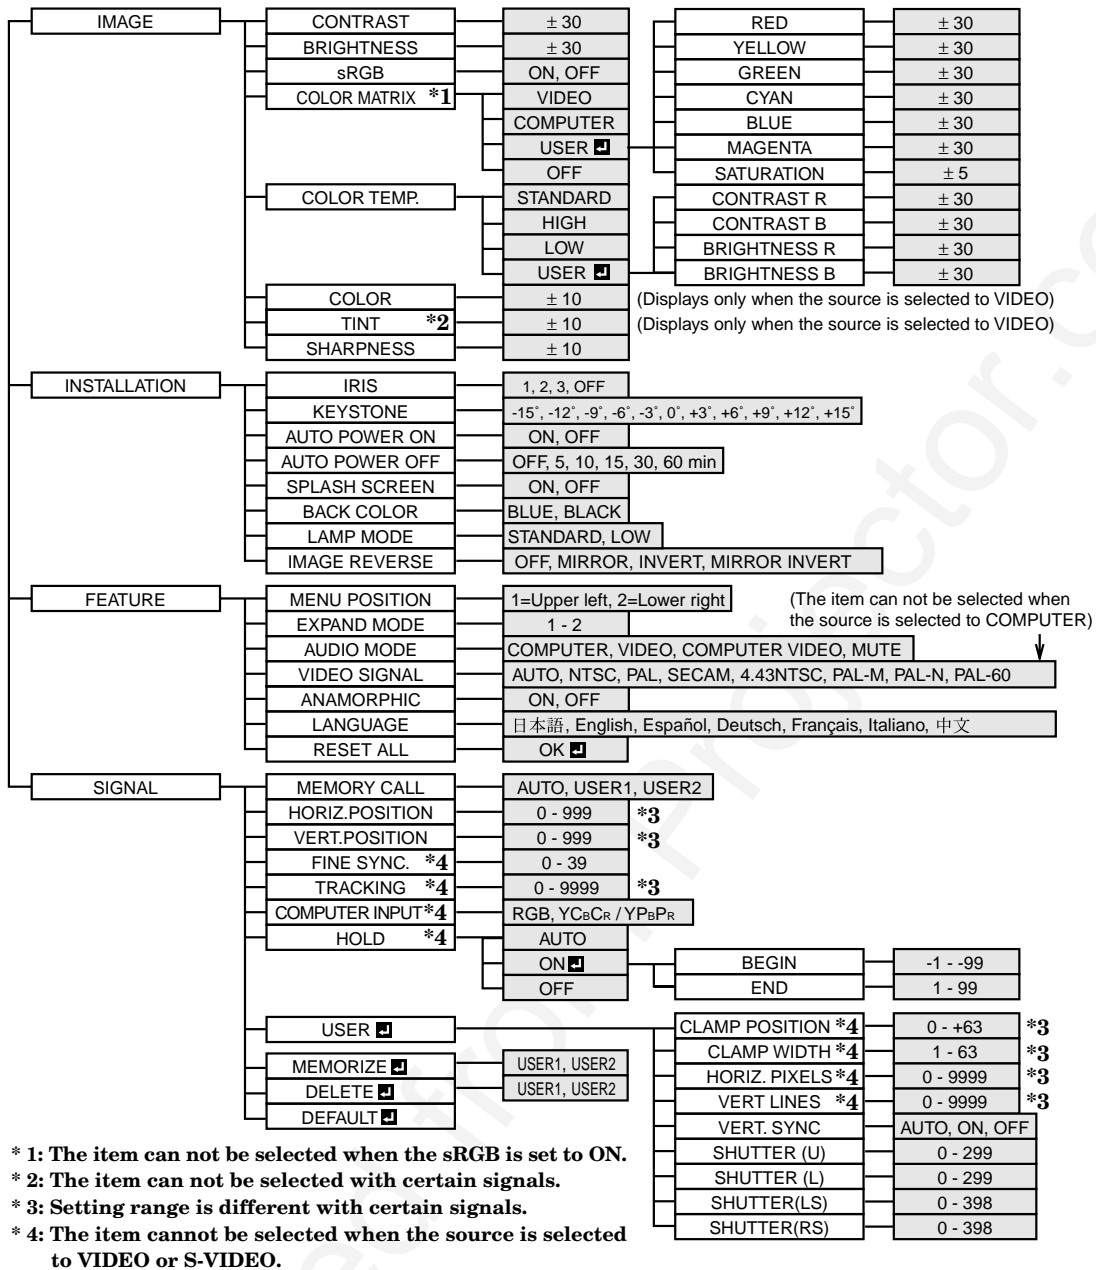 IMAGE CONTRAST ± 30 RED ± 30
BRIGHTNESS ± 30 YELLOW ± 30
sRGB ON, OFF GREEN ± 30
COLOR MATRIX *1 VIDEO CYAN ± 30
COMPUTER BLUE ± 30
USER MAGENTA ± 30
OFF SATURATION ± 5
COLOR TEMP. STANDARD CONTRAST R ± 30
HIGH CONTRAST B ± 30
LOW BRIGHTNESS R ± 30
USER BRIGHTNESS B ± 30
COLOR ± 10 (Displays only when the source is selected to VIDEO)
TINT *2 ± 10 (Displays only when the source is selected to VIDEO)
SHARPNESS ± 10
INSTALLATION IRIS 1, 2, 3, OFF
KEYSTONE -15°, -12°, -9°, -6°, -3°, 0°, +3°, +6°, +9°, +12°, +15°
AUTO POWER ON ON, OFF
AUTO POWER OFF OFF, 5, 10, 15, 30, 60 min
SPLASH SCREEN ON, OFF
BACK COLOR BLUE, BLACK
LAMP MODE STANDARD, LOW
IMAGE REVERSE OFF, MIRROR, INVERT, MIRROR INVERT
FEATURE MENU POSITION 1=Upper left, 2=Lower right (The item can not be selected when
EXPAND MODE 1 - 2 the source is selected to COMPUTER)
AUDIO MODE COMPUTER, VIDEO, COMPUTER VIDEO, MUTE
VIDEO SIGNAL AUTO, NTSC, PAL, SECAM, 4.43NTSC, PAL-M, PAL-N, PAL-60
ANAMORPHIC ON, OFF
LANGUAGE 日本語, English, Español, Deutsch, Français, Italiano, 中文
RESET ALL OK
SIGNAL MEMORY CALL AUTO, USER1, USER2
HORIZ.POSITION 0 - 999 *3
VERT.POSITION 0 - 999 *3
FINE SYNC. *4 0 - 39
TRACKING *4 0 - 9999 *3
COMPUTER INPUT*4 RGB, YCBCR / YPBPR
HOLD *4 AUTO
ON BEGIN -1 - -99
OFF END 1 - 99
USER CLAMP POSITION *4 0 - +63 *3
CLAMP WIDTH *4 1 - 63 *3
MEMORIZE USER1, USER2 HORIZ. PIXELS *4 0 - 9999 *3
DELETE USER1, USER2 VERT LINES *4 0 - 9999 *3
DEFAULT VERT. SYNC AUTO, ON, OFF
SHUTTER (U) 0 - 299
SHUTTER (L) 0 - 299
SHUTTER(LS) 0 - 398
SHUTTER(RS) 0 - 398
* 1: The item can not be selected when the sRGB is set to ON.
* 2: The item can not be selected with certain signals.
* 3: Setting range is different with certain signals.
* 4: The item cannot be selected when the source is selected
to VIDEO or S-VIDEO.